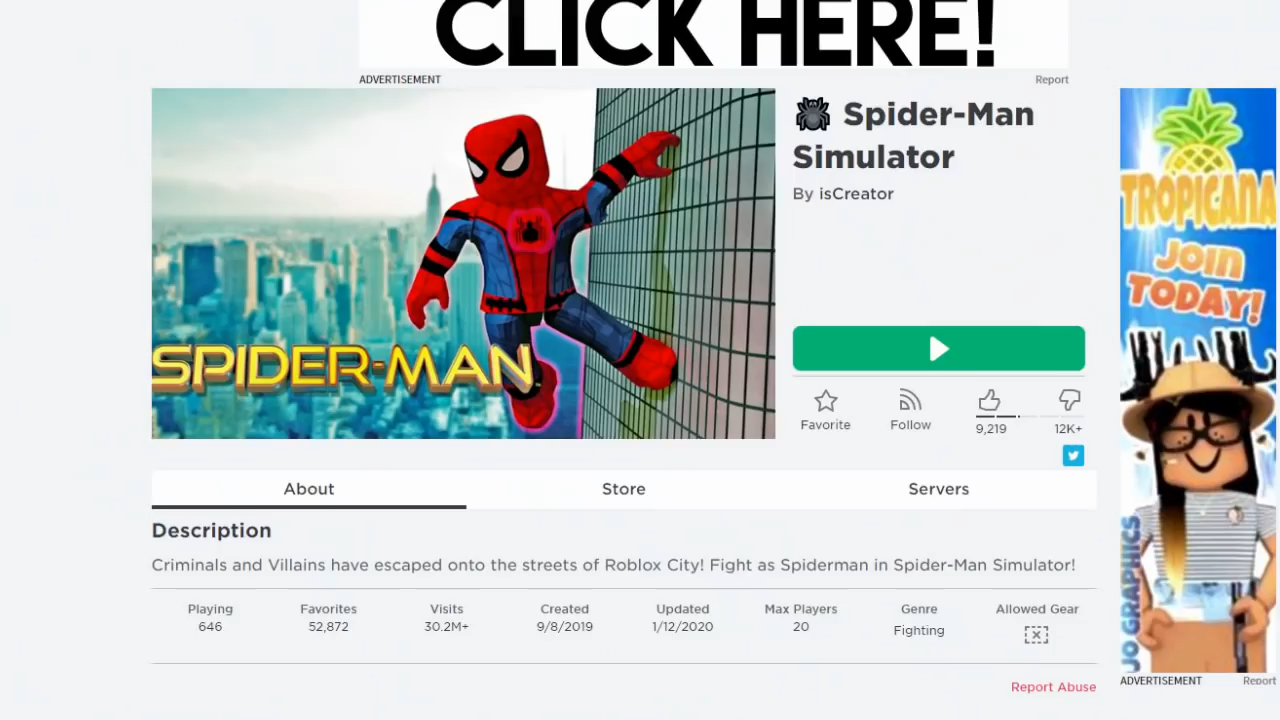 CLICK HERE!
ADVERTISEMENT
Report
Spider-Man
Simulator
By isCreator
SPIDER-MAN
Favorite
Follow
9,219
12K+
About
Store
Servers
Description
Criminals and Villains have escaped onto the streets of Roblox City! Fight as Spiderman in Spider-Man Simulator!
Playing
646
Favorites
52,872
Visits
30.2M+
Created
9/8/2019
Updated
1/12/2020
Max Players
20
Genre
Fighting
Allowed Gear
Report Abuse
TROPICANA
JOIN
TODAY!
JO GRAPHICS
ADVERTISEMENT
Report